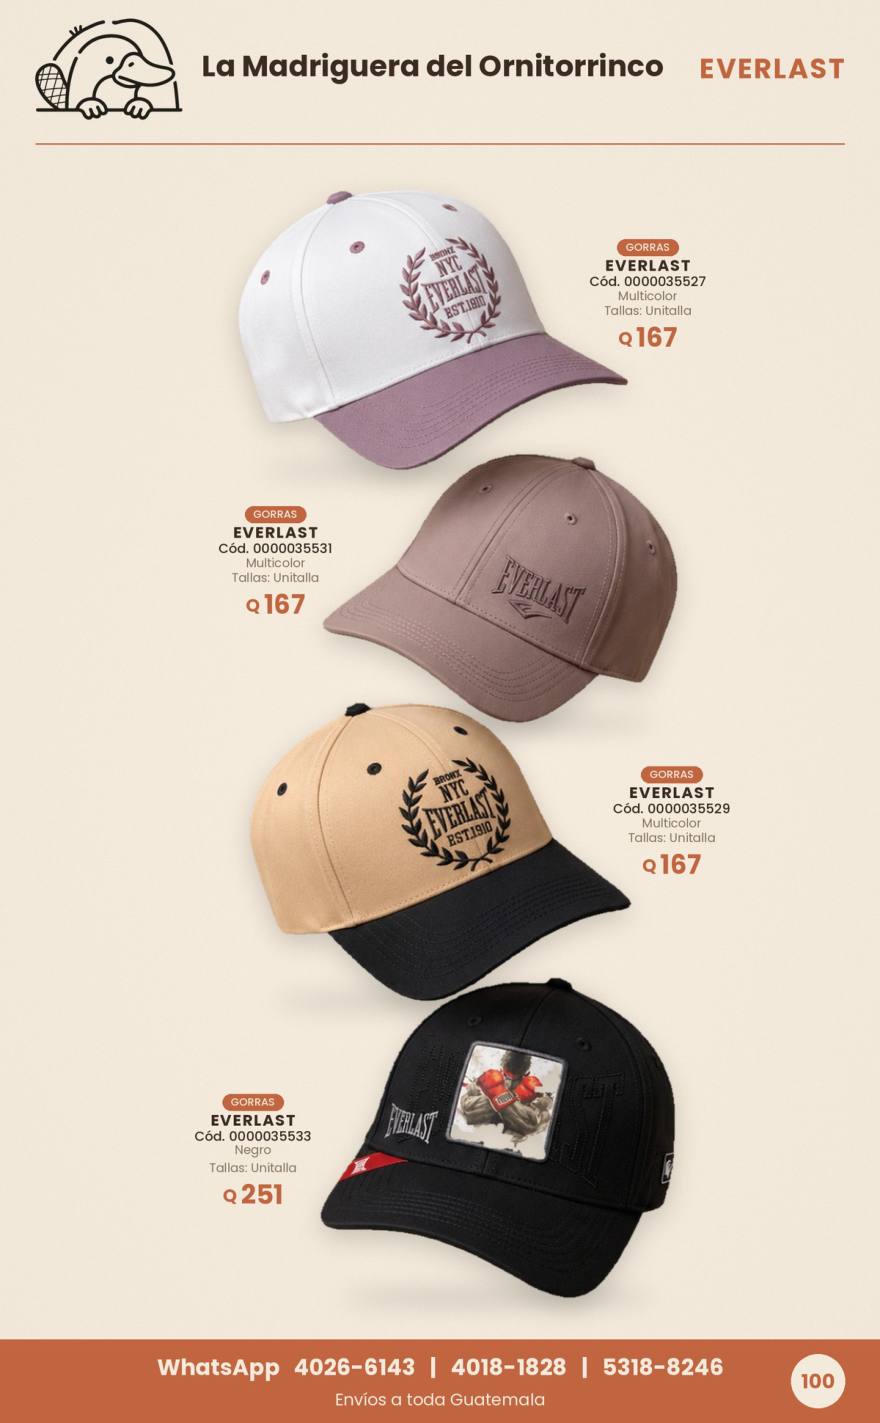 La Madriguera del Ornitorrinco
EVERLAST
BRONX
NYC
EVERLAST
EST.1910
GORRAS
EVERLAST
Cód. 0000035527
Multicolor
Tallas: Unitalla
Q 167
GORRAS
EVERLAST
Cód. 0000035531
Multicolor
Tallas: Unitalla
Q 167
EVERLAST
BRONX
NYC
EVERLAST
EST.1910
GORRAS
EVERLAST
Cód. 0000035529
Multicolor
Tallas: Unitalla
Q 167
GORRAS
EVERLAST
Cód. 0000035533
Negro
Tallas: Unitalla
Q 251
EVERLAST
WhatsApp 4026-6143 | 4018-1828 | 5318-8246
Envíos a toda Guatemala
100